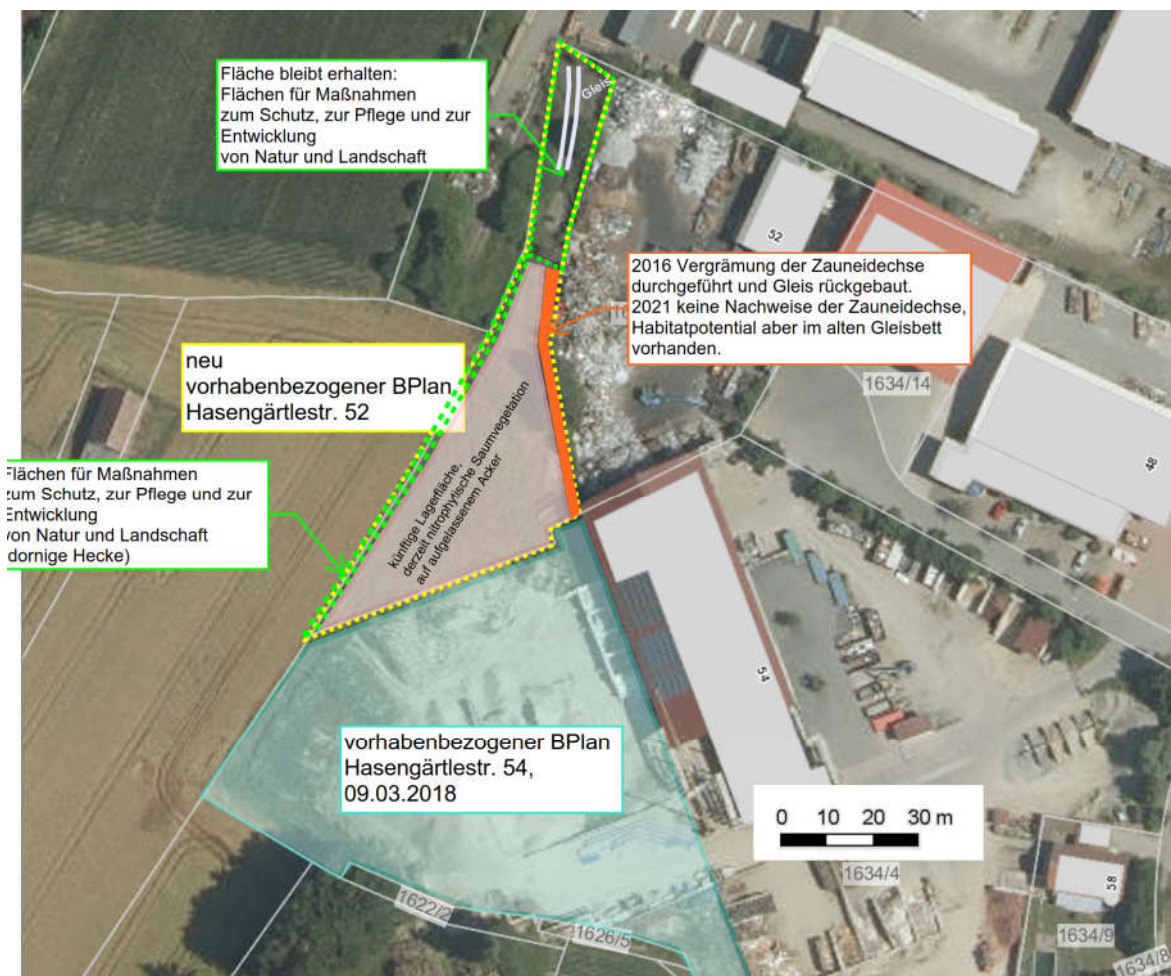 Fläche bleibt erhalten:
Flächen für Maßnahmen
zum Schutz, zur Pflege und zur
Entwicklung
von Natur und Landschaft
Gleis
52
2016 Vergrämung der Zauneidechse
durchgeführt und Gleis rückgebaut.
2021 keine Nachweise der Zauneidechse,
Habitatpotential aber im alten Gleisbett
vorhanden.
neu
vorhabenbezogener BPlan,
Hasengärtlestr. 52
1634/14
48
Flächen für Maßnahmen
zum Schutz, zur Pflege und zur
Entwicklung
von Natur und Landschaft
dornige Hecke)
künftige Lagerfläche,
derzeit nitrophytische Saumvegetation
auf aufgelassenem Acker
54
vorhabenbezogener BPlan
Hasengärtlestr. 54,
09.03.2018
0 10 20 30 m
1634/4
58
1622/2
1626/5
1634/9
1634/8